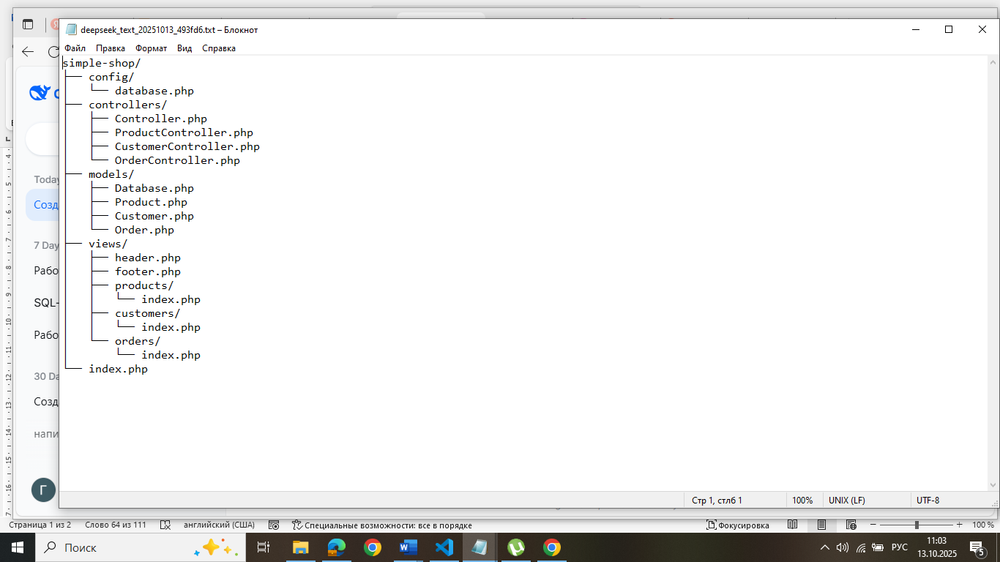 deepseek_text_20251013_493fd6.txt – Блокнот
Файл Правка Формат Вид Справка
simple-shop/
├── config/
│   └── database.php
├── controllers/
│   ├── Controller.php
│   ├── ProductController.php
│   ├── CustomerController.php
│   └── OrderController.php
├── models/
│   ├── Database.php
│   ├── Product.php
│   ├── Customer.php
│   └── Order.php
├── views/
│   ├── header.php
│   ├── footer.php
│   ├── products/
│   │   └── index.php
│   ├── customers/
│   │   └── index.php
│   └── orders/
│       └── index.php
└── index.php
Today
Созд
7 Day
Рабо
SQL-
Рабо
30 Da
Созд
напи
Г
Стр 1, стлб 1 100% UNIX (LF) UTF-8
Страница 1 из 2 Слово 64 из 111 английский (США) Специальные возможности: все в порядке Фокусировка 100 %
Поиск
РУС
11:03
13.10.2025
5